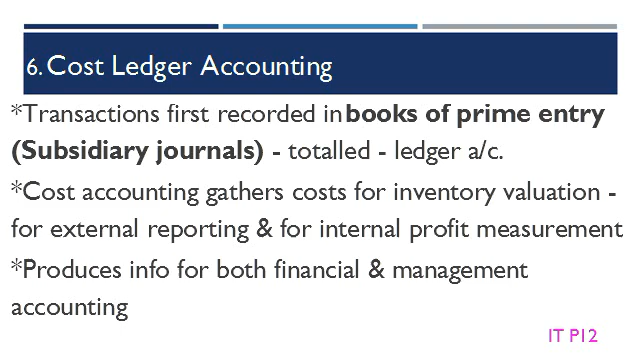 6. Cost Ledger Accounting
*Transactions first recorded in books of prime entry
(Subsidiary journals) - totalled - ledger a/c.
*Cost accounting gathers costs for inventory valuation -
for external reporting & for internal profit measurement
*Produces info for both financial & management
accounting
IT P12